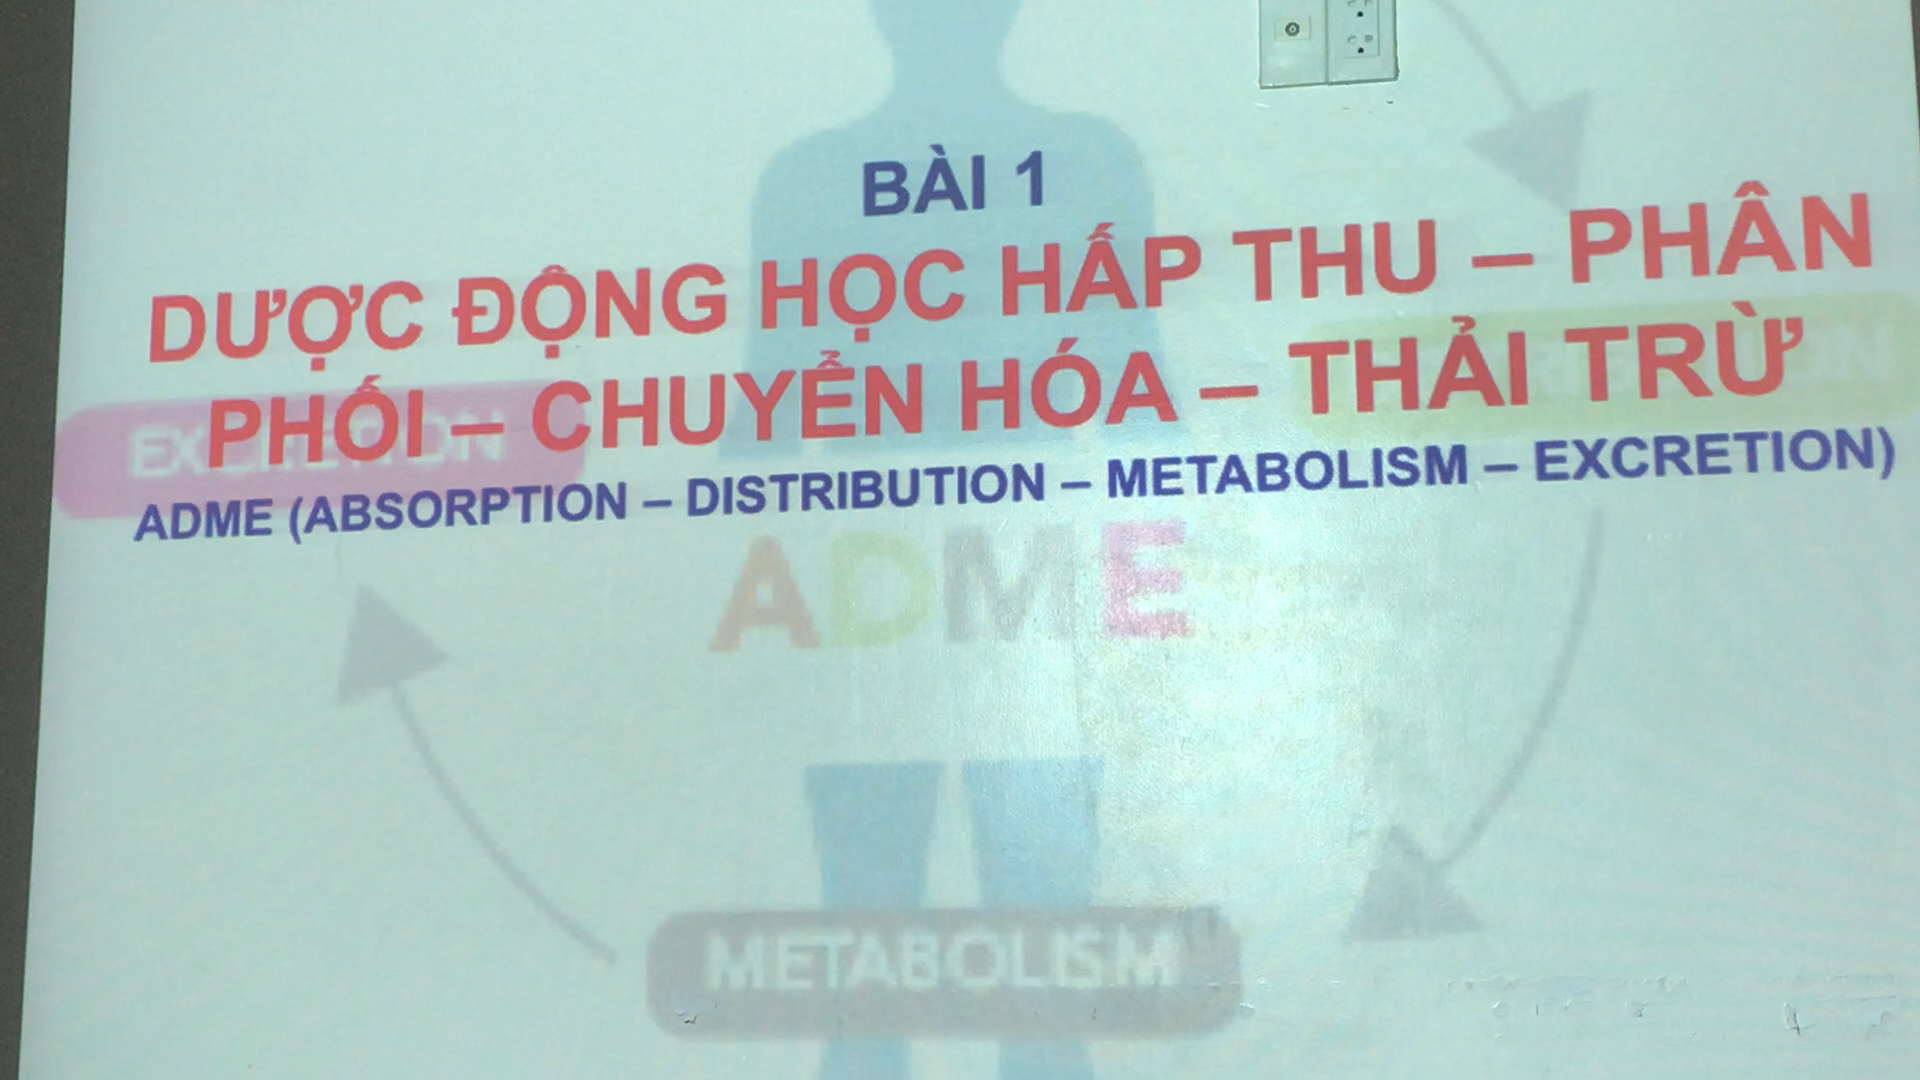 BÀI 1
DƯỢC ĐỘNG HỌC HẤP THU – PHÂN
PHỐI – CHUYỂN HÓA – THẢI TRỪ
EXCRETION
ADME (ABSORPTION – DISTRIBUTION – METABOLISM – EXCRETION)
ADME
METABOLISM